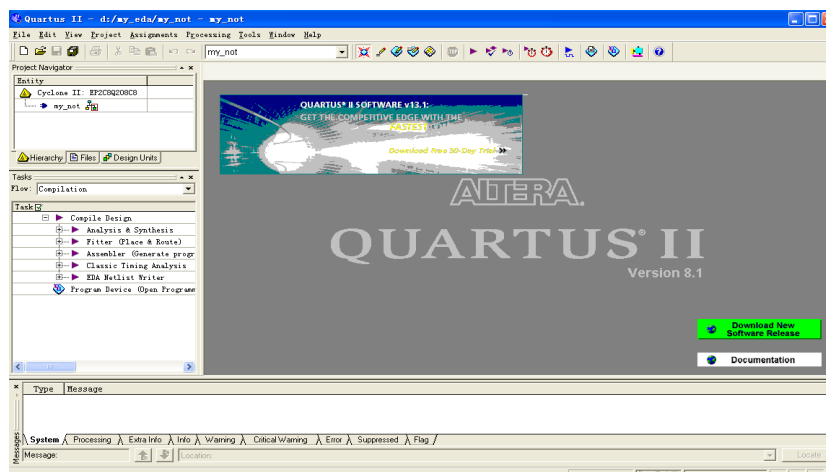 Quartus II - d:/my_eda/my_not - my_not
File Edit View Project Assignments Processing Tools Window Help
my_not
Project Navigator
Entity
Cyclone II: EP2C8Q208C8
my_not
Hierarchy Files Design Units
Tasks
Flow: Compilation
Task
Compile Design
Analysis & Synthesis
Fitter (Place & Route)
Assembler (Generate progr
Classic Timing Analysis
EDA Netlist Writer
Program Device (Open Programm
QUARTUS® II SOFTWARE v13.1:
GET THE COMPETITIVE EDGE WITH THE
FASTEST
Download Free 30-Day Trial
ALTERA.
QUARTUS® II
Version 8.1
Download New
Software Release
Documentation
Type Message
System Processing Extra Info Info Warning Critical Warning Error Suppressed Flag
Messages
Message: Location: Locate